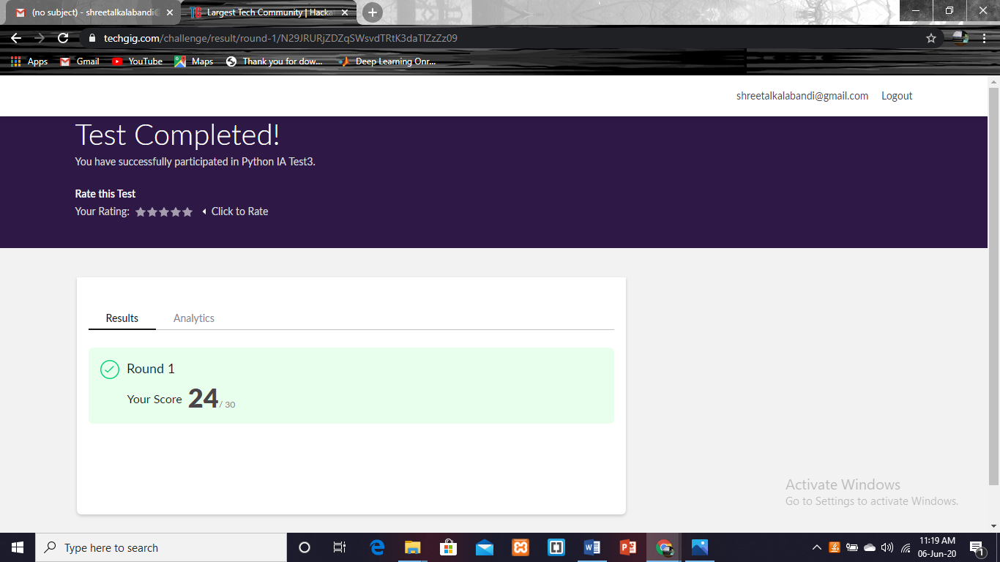 (no subject) - shreetalkalabandi@
Largest Tech Community | Hacka
techgig.com/challenge/result/round-1/N29JRURjZDZqSWsvdTRtK3daTlZzZz09
Apps Gmail YouTube Maps Thank you for dow... Deep Learning Onr...
shreetalkalabandi@gmail.com Logout
Test Completed!
You have successfully participated in Python IA Test3.
Rate this Test
Your Rating: Click to Rate
Results Analytics
Round 1
Your Score 24 / 30
Activate Windows
Go to Settings to activate Windows.
Type here to search
11:19 AM
06-Jun-20
1